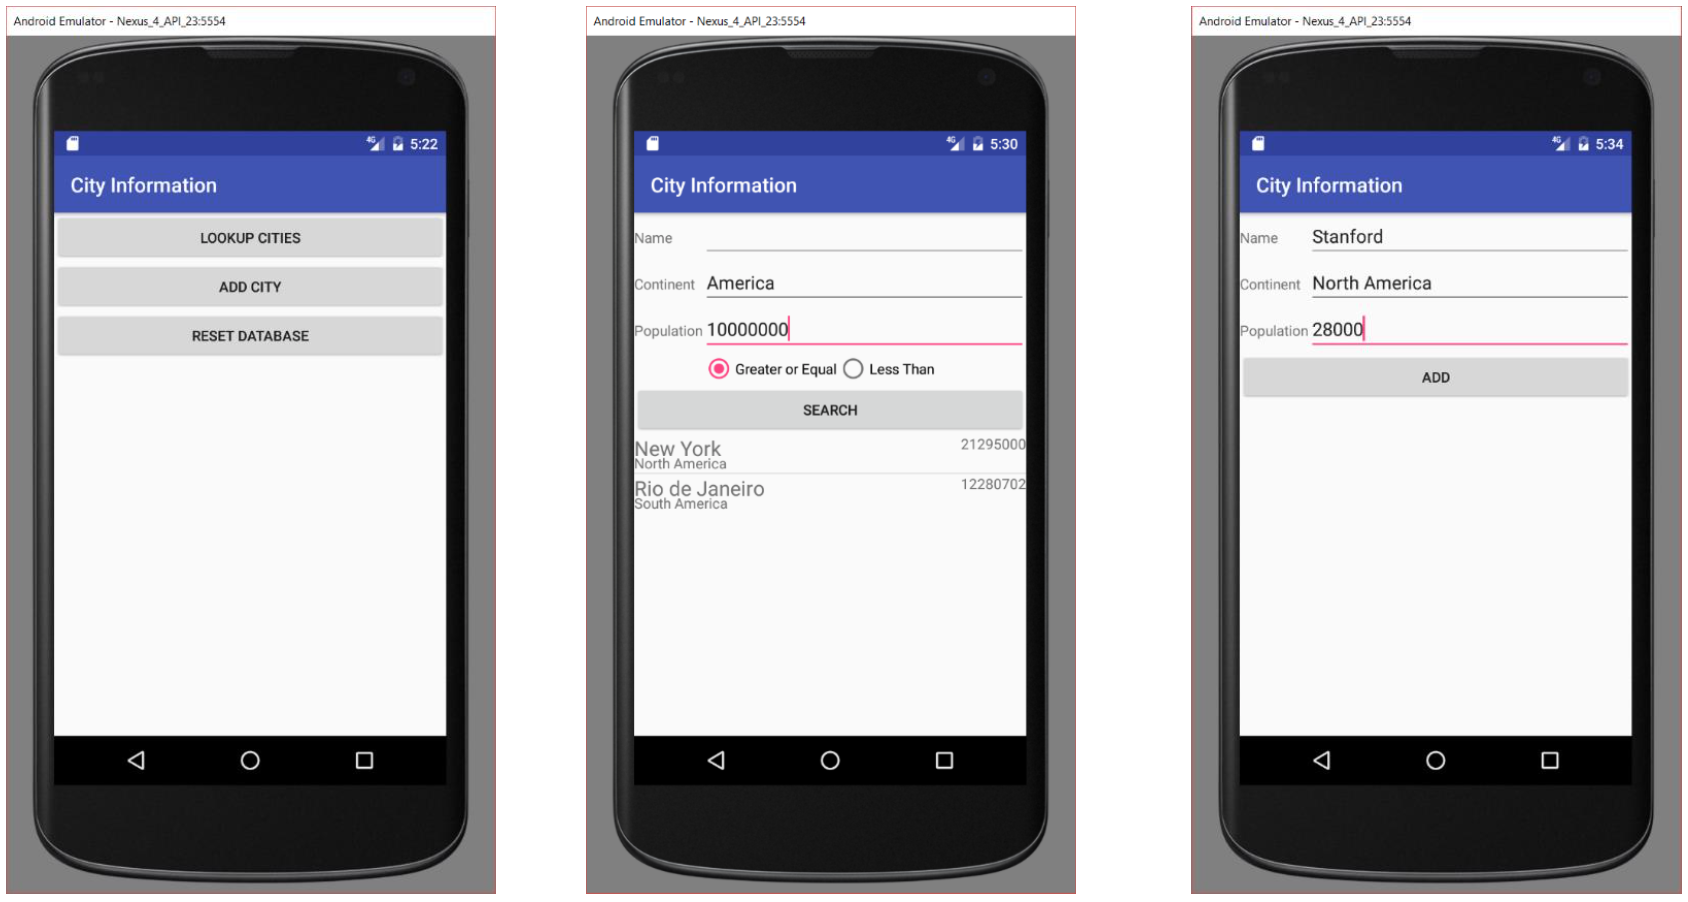 Android Emulator - Nexus_4_API_23:5554
4G 5:22
City Information
LOOKUP CITIES
ADD CITY
RESET DATABASE
Android Emulator - Nexus_4_API_23:5554
4G 5:30
City Information
Name
Continent America
Population 10000000
Greater or Equal Less Than
SEARCH
New York 21295000
North America
Rio de Janeiro 12280702
South America
Android Emulator - Nexus_4_API_23:5554
4G 5:34
City Information
Name Stanford
Continent North America
Population 28000
ADD